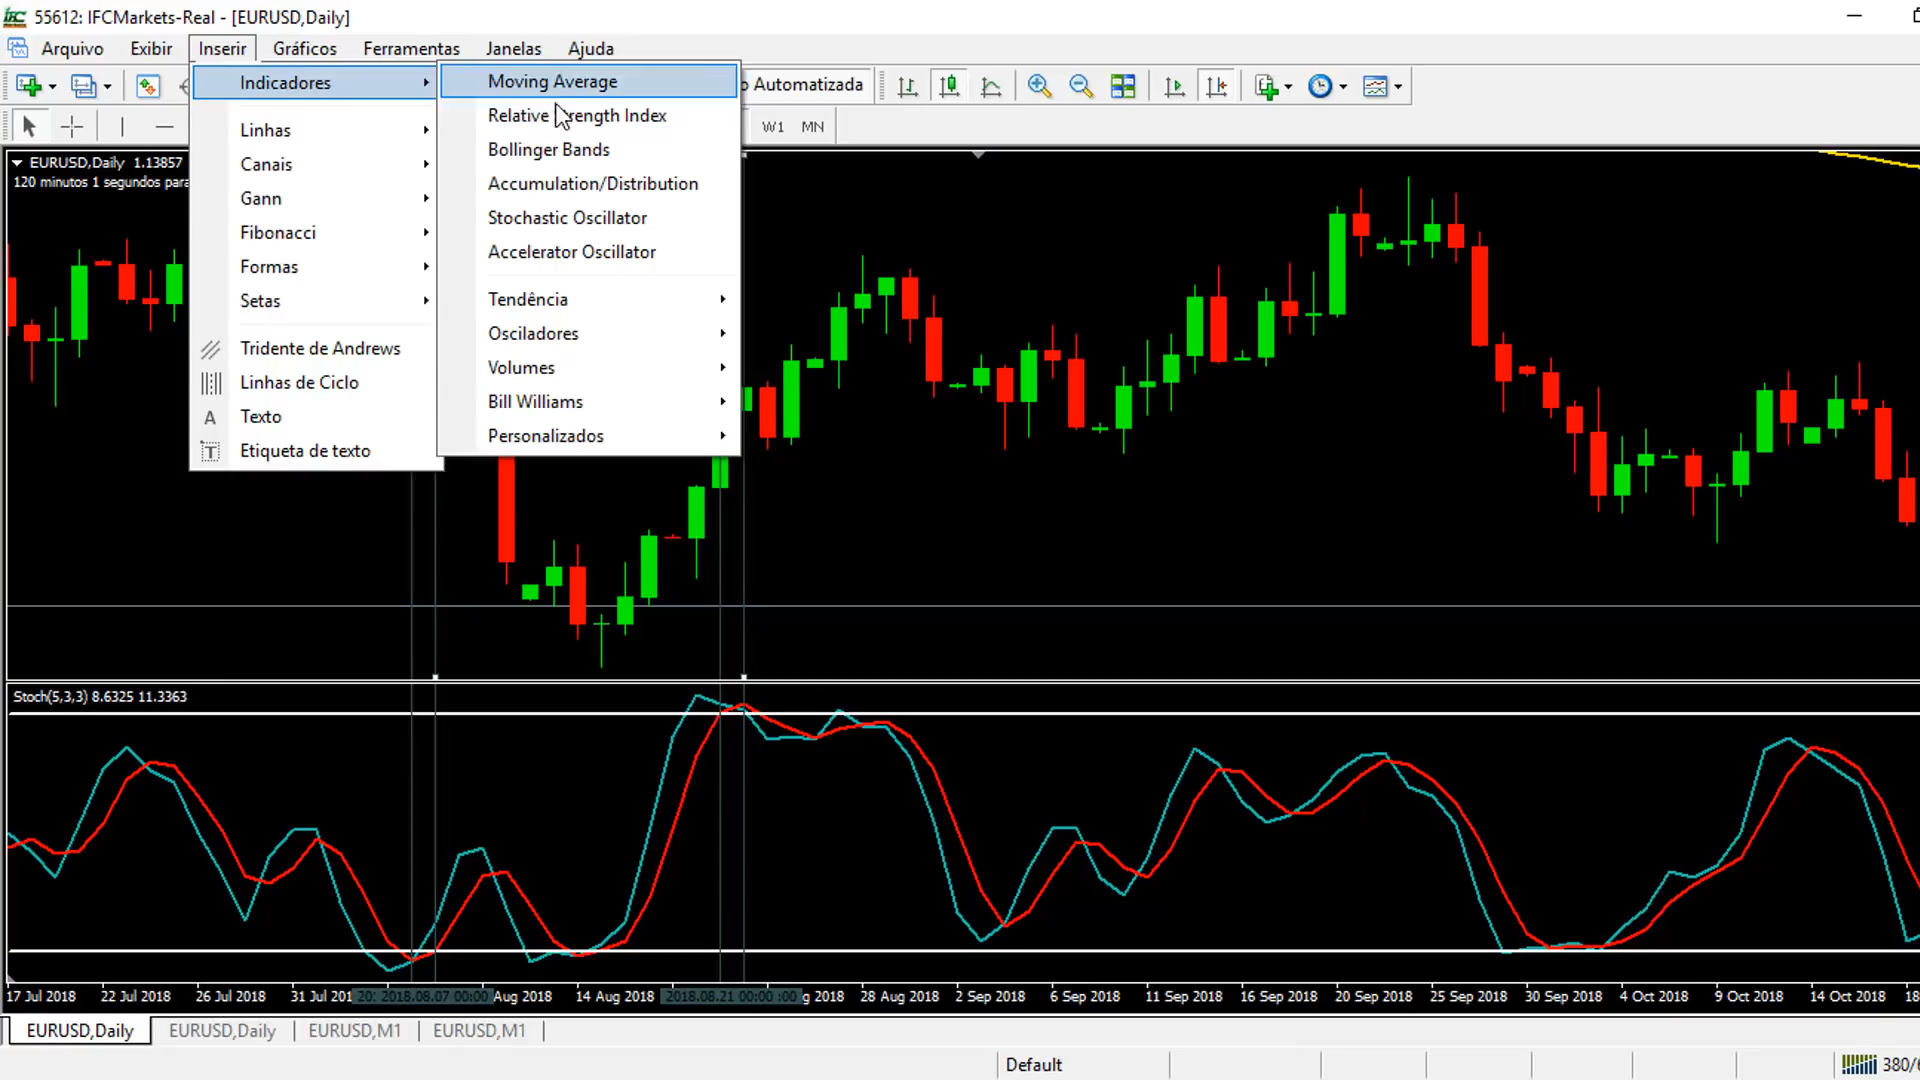 55612: IFCMarkets-Real - [EURUSD,Daily]
Arquivo Exibir Inserir Gráficos Ferramentas Janelas Ajuda
Indicadores
Linhas
Canais
Gann
Fibonacci
Formas
Setas
Tridente de Andrews
Linhas de Ciclo
A Texto
T Etiqueta de texto
Moving Average
Relative Strength Index
Bollinger Bands
Accumulation/Distribution
Stochastic Oscillator
Accelerator Oscillator
Tendência
Osciladores
Volumes
Bill Williams
Personalizados
o Automatizada
W1 MN
EURUSD,Daily 1.13857
120 minutos 1 segundos para
Stoch(5,3,3) 8.6325 11.3363
17 Jul 2018 22 Jul 2018 26 Jul 2018 31 Jul 201 2018.08.07 00:00 Aug 2018 14 Aug 2018 2018.08.21 00:00 :00 g 2018 28 Aug 2018 2 Sep 2018 6 Sep 2018 11 Sep 2018 16 Sep 2018 20 Sep 2018 25 Sep 2018 30 Sep 2018 4 Oct 2018 9 Oct 2018 14 Oct 2018 18
EURUSD,Daily EURUSD,Daily EURUSD,M1 EURUSD,M1
Default 380/